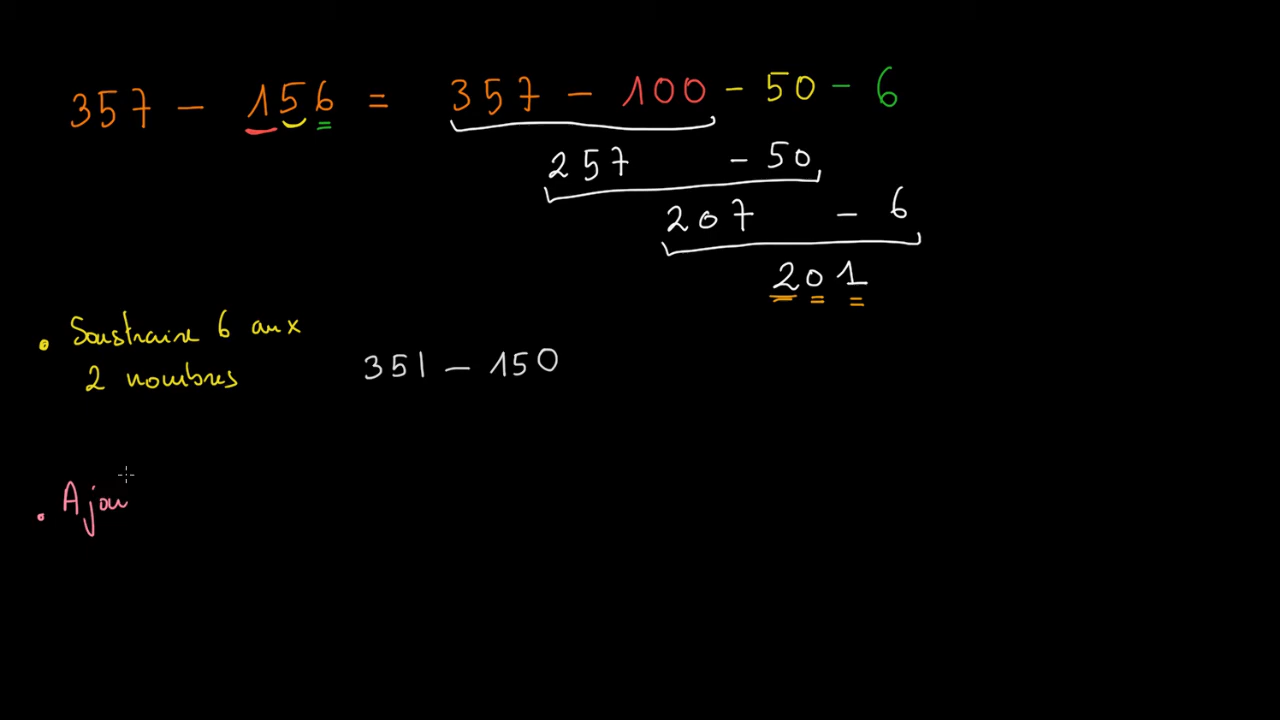 357 - 156 = 357 - 100 - 50 - 6
257 - 50
207 - 6
201
• Soustraire 6 aux
2 nombres
351 - 150
• Ajou